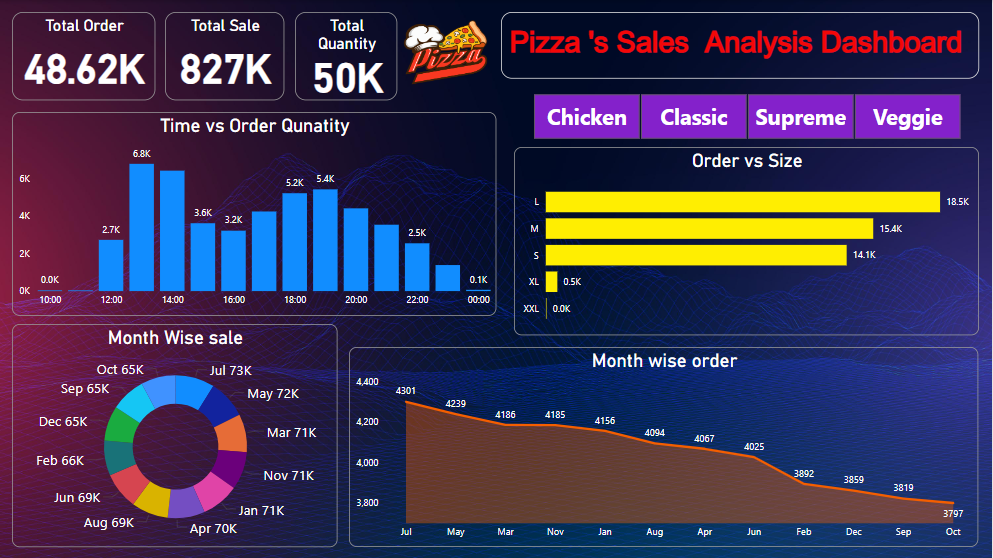 Total Order
48.62K
Total Sale
827K
Total
Quantity
50K
Pizza
Pizza 's Sales  Analysis Dashboard
Chicken
Classic
Supreme
Veggie
Time vs Order Qunatity
6K
4K
2K
0K
0.0K
2.7K
6.8K
3.6K
3.2K
5.2K
5.4K
2.5K
0.1K
10:00
12:00
14:00
16:00
18:00
20:00
22:00
00:00
Order vs Size
L
18.5K
M
15.4K
S
14.1K
XL
0.5K
XXL
0.0K
Month Wise sale
Oct 65K
Jul 73K
Sep 65K
May 72K
Dec 65K
Mar 71K
Feb 66K
Nov 71K
Jun 69K
Jan 71K
Aug 69K
Apr 70K
Month wise order
4,400
4,200
4,000
3,800
4301
4239
4186
4185
4156
4094
4067
4025
3892
3859
3819
3797
Jul
May
Mar
Nov
Jan
Aug
Apr
Jun
Feb
Dec
Sep
Oct